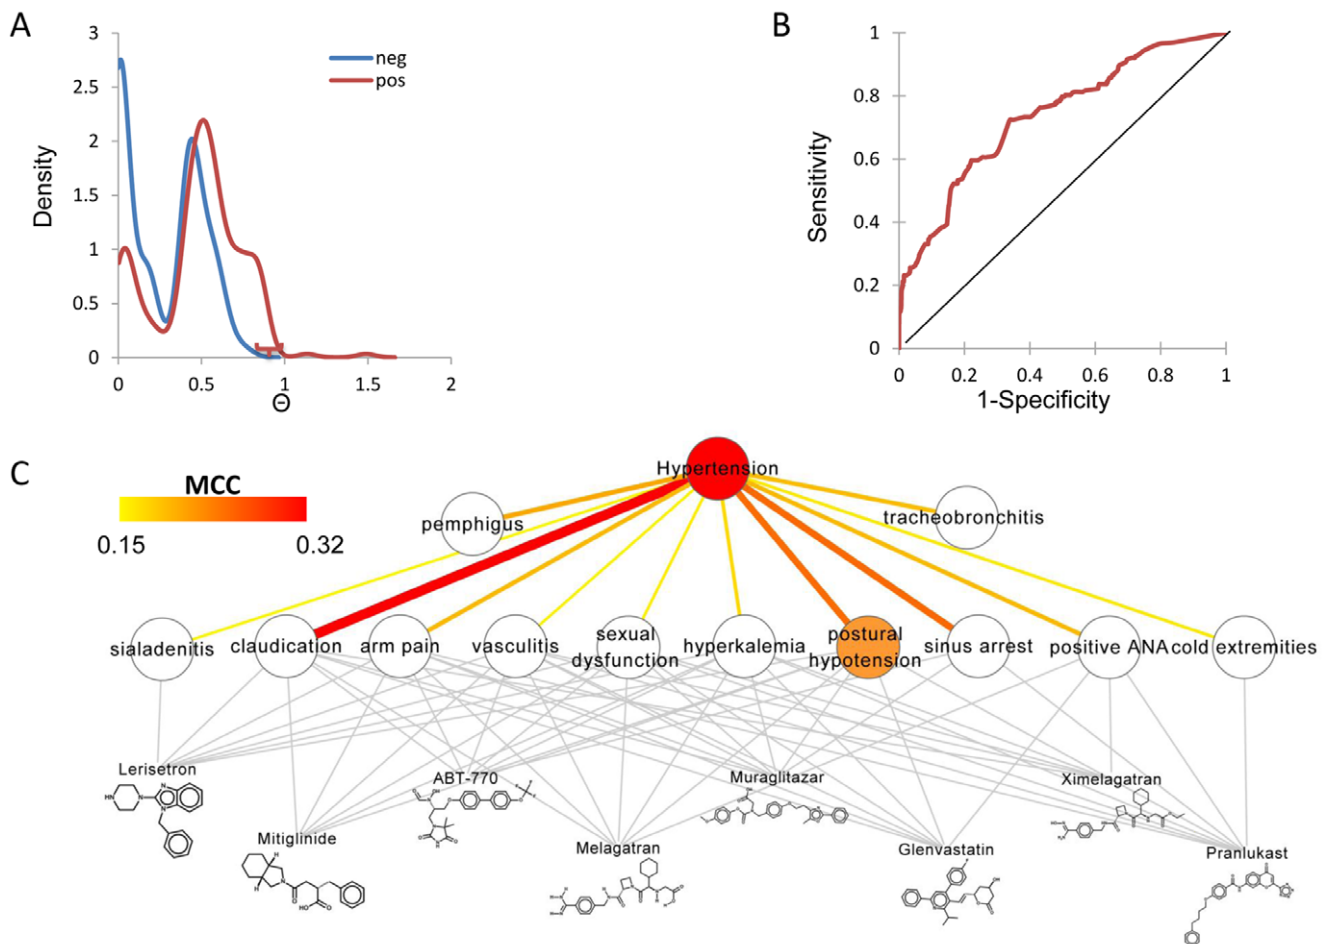 A
3
2.5
2
1.5
1
0.5
0
Density
neg
pos
0
0.5
1
1.5
2
Θ
B
1
0.8
0.6
0.4
0.2
0
Sensitivity
0
0.2
0.4
0.6
0.8
1
1-Specificity
C
MCC
0.15
0.32
Hypertension
pemphigus
tracheobronchitis
sialadenitis
claudication
arm pain
vasculitis
sexual
dysfunction
hyperkalemia
postural
hypotension
sinus arrest
positive ANA
cold extremities
Lerisetron
ABT-770
Muraglitazar
Ximelagatran
Mitiglinide
Melagatran
Glenvastatin
Pranlukast